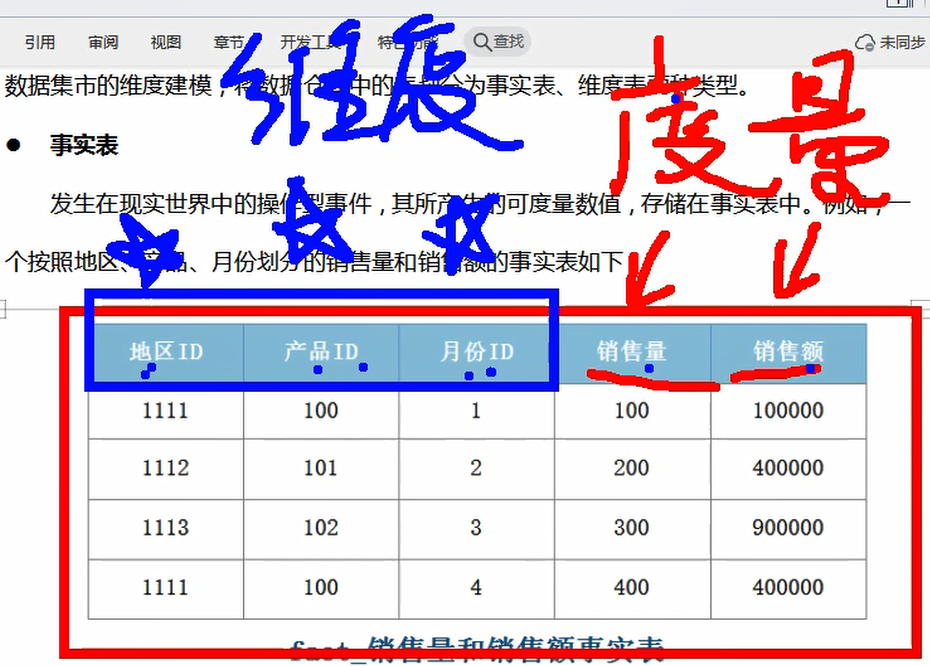 引用 审阅 视图 章节 开发工具 特色功能 查找 未同步
数据集市的维度建模，将数据仓库中的表划分为事实表、维度表两种类型。
维度 度量
● 事实表
发生在现实世界中的操作型事件，其所产生的可度量数值，存储在事实表中。例如，一
个按照地区、产品、月份划分的销售量和销售额的事实表如下
地区ID 产品ID 月份ID 销售量 销售额
1111 100 1 100 100000
1112 101 2 200 400000
1113 102 3 300 900000
1111 100 4 400 400000
fact_销售量和销售额事实表